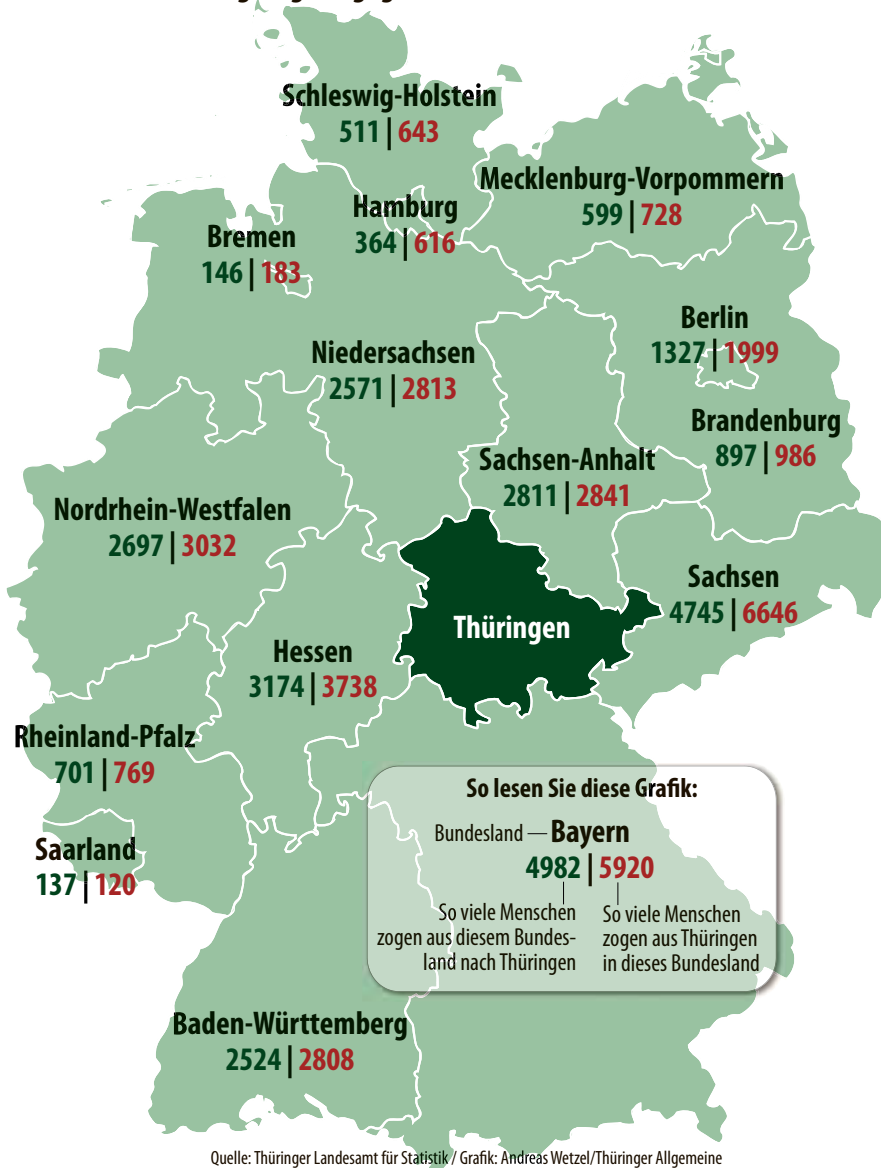 Schleswig-Holstein
511 | 643
Mecklenburg-Vorpommern
599 | 728
Hamburg
364 | 616
Bremen
146 | 183
Berlin
1327 | 1999
Niedersachsen
2571 | 2813
Brandenburg
897 | 986
Sachsen-Anhalt
2811 | 2841
Nordrhein-Westfalen
2697 | 3032
Sachsen
4745 | 6646
Thüringen
Hessen
3174 | 3738
Rheinland-Pfalz
701 | 769
Saarland
137 | 120
So lesen Sie diese Grafik:
Bundesland — Bayern
4982 | 5920
So viele Menschen
zogen aus diesem Bundes-
land nach Thüringen
So viele Menschen
zogen aus Thüringen
in dieses Bundesland
Baden-Württemberg
2524 | 2808
Quelle: Thüringer Landesamt für Statistik / Grafik: Andreas Wetzel/Thüringer Allgemeine